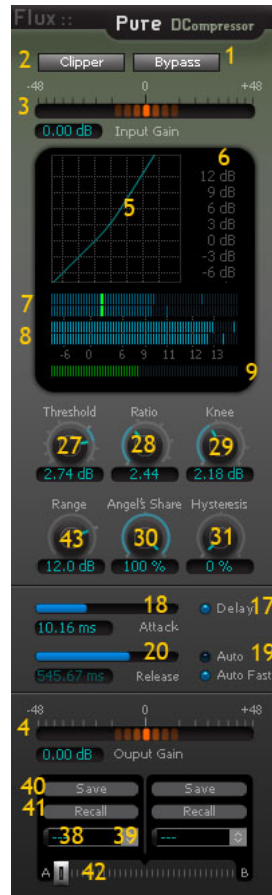 Flux :: Pure DCompressor
2 Clipper Bypass 1
-48 0 +48
3
0.00 dB Input Gain
6
12 dB
9 dB
5 6 dB
3 dB
0 dB
-3 dB
-6 dB
7
8
-6 0 6 9 11 12 13
9
Threshold Ratio Knee
27 28 29
2.74 dB 2.44 2.18 dB
Range Angel's Share Hysteresis
43 30 31
12.0 dB 100 % 0 %
18 Delay 17
10.16 ms Attack
20 Auto 19
545.67 ms Release Auto Fast
-48 0 +48
4
0.00 dB Ouput Gain
40 Save Save
41 Recall Recall
--- 38 39 ---
A 42 B